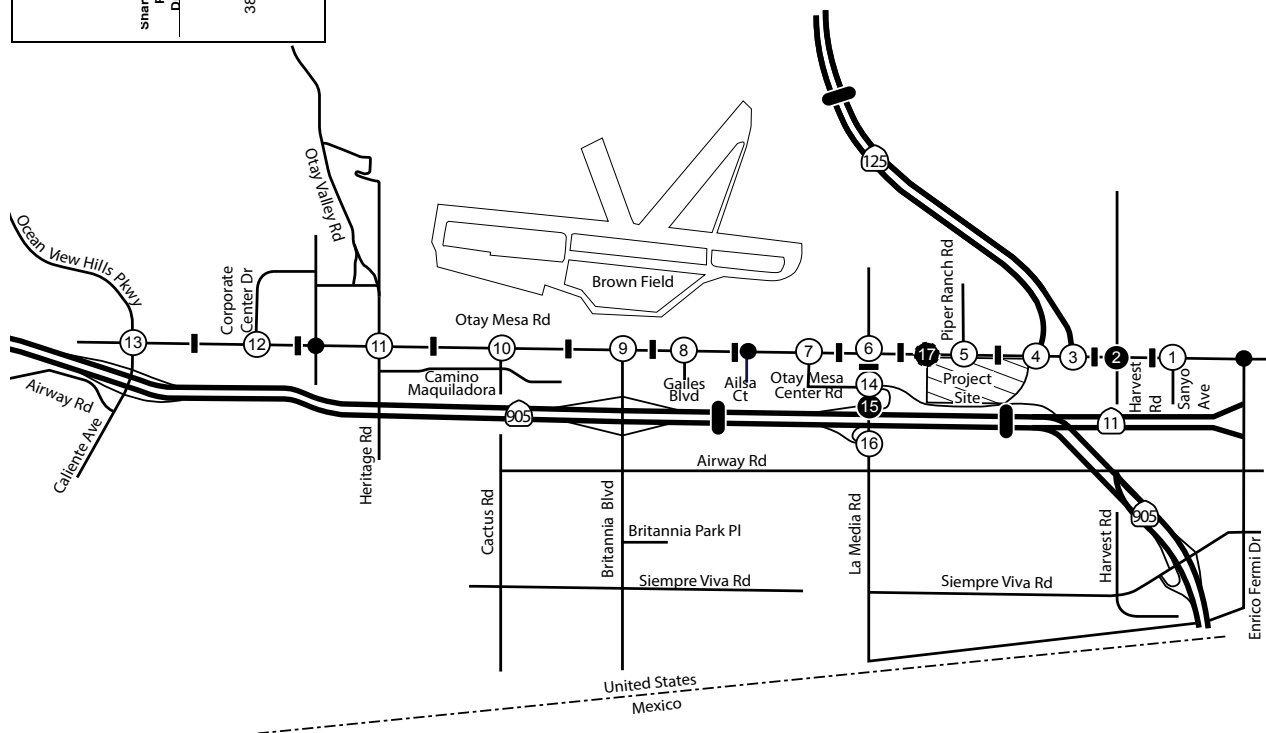 38
125
Otay Valley Rd
Ocean View Hills Pkwy
Corporate
Center Dr
Brown Field
Piper Ranch Rd
Otay Mesa Rd
13
12
11
10
9
8
7
6
17
5
4
3
2
1
Airway Rd
Caliente Ave
Camino
Maquiladora
Gailes
Blvd
Ailsa
Ct
Otay Mesa
Center Rd
14
15
16
Project
Site
Harvest
Rd
Sanyo
Ave
905
11
Heritage Rd
Airway Rd
Cactus Rd
Britannia Blvd
Britannia Park Pl
La Media Rd
Harvest Rd
905
Siempre Viva Rd
Siempre Viva Rd
Enrico Fermi Dr
United States
Mexico